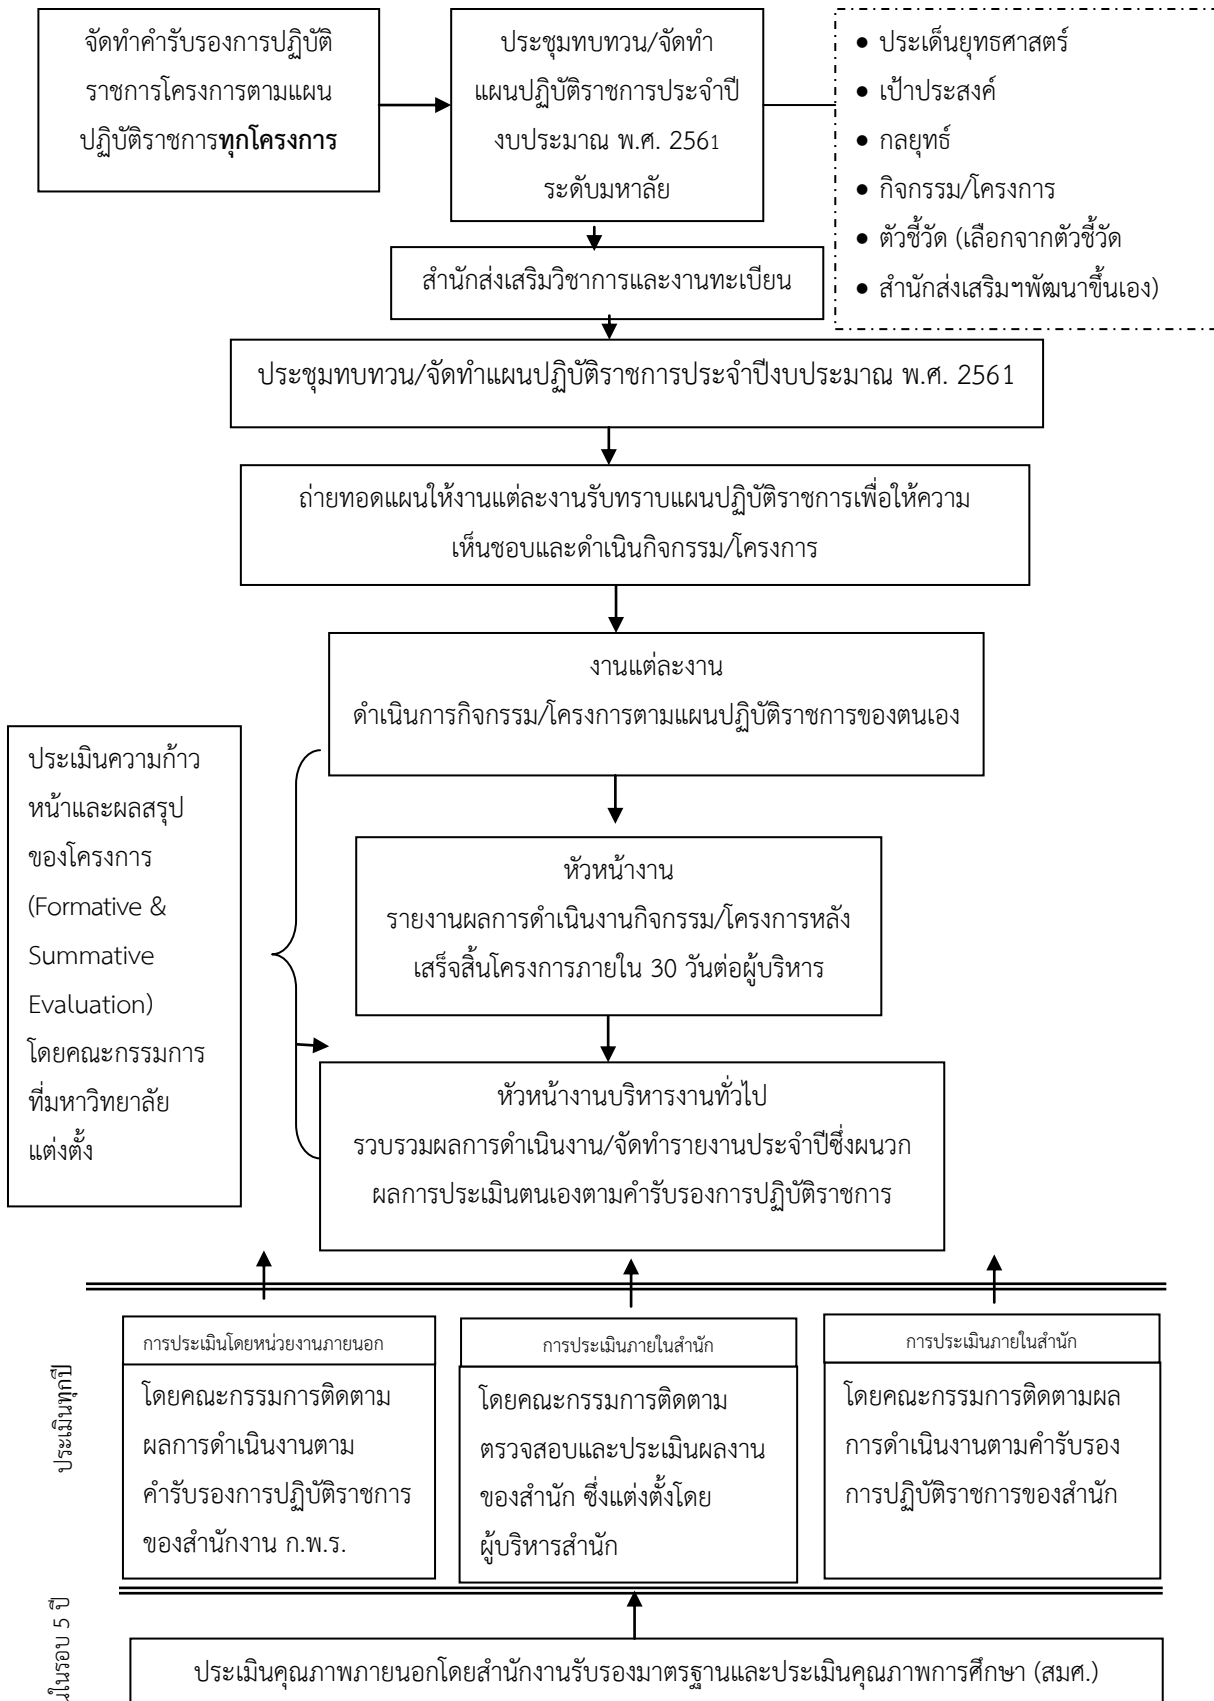 จัดทำคำรับรองการปฏิบัติ
ราชการโครงการตามแผน
ปฏิบัติราชการทุกโครงการ
ประชุมทบทวน/จัดทำ
แผนปฏิบัติราชการประจำปี
งบประมาณ พ.ศ. 2561
ระดับมหาลัย
● ประเด็นยุทธศาสตร์
● เป้าประสงค์
● กลยุทธ์
● กิจกรรม/โครงการ
● ตัวชี้วัด (เลือกจากตัวชี้วัด
● สำนักส่งเสริมฯพัฒนาขึ้นเอง)
สำนักส่งเสริมวิชาการและงานทะเบียน
ประชุมทบทวน/จัดทำแผนปฏิบัติราชการประจำปีงบประมาณ พ.ศ. 2561
ถ่ายทอดแผนให้งานแต่ละงานรับทราบแผนปฏิบัติราชการเพื่อให้ความ
เห็นชอบและดำเนินกิจกรรม/โครงการ
งานแต่ละงาน
ดำเนินการกิจกรรม/โครงการตามแผนปฏิบัติราชการของตนเอง
ประเมินความก้าว
หน้าและผลสรุป
ของโครงการ
(Formative &
Summative
Evaluation)
โดยคณะกรรมการ
ที่มหาวิทยาลัย
แต่งตั้ง
หัวหน้างาน
รายงานผลการดำเนินงานกิจกรรม/โครงการหลัง
เสร็จสิ้นโครงการภายใน 30 วันต่อผู้บริหาร
หัวหน้างานบริหารงานทั่วไป
รวบรวมผลการดำเนินงาน/จัดทำรายงานประจำปีซึ่งผนวก
ผลการประเมินตนเองตามคำรับรองการปฏิบัติราชการ
ประเมินทุกปี
การประเมินโดยหน่วยงานภายนอก
โดยคณะกรรมการติดตาม
ผลการดำเนินงานตาม
คำรับรองการปฏิบัติราชการ
ของสำนักงาน ก.พ.ร.
การประเมินภายในสำนัก
โดยคณะกรรมการติดตาม
ตรวจสอบและประเมินผลงาน
ของสำนัก ซึ่งแต่งตั้งโดย
ผู้บริหารสำนัก
การประเมินภายในสำนัก
โดยคณะกรรมการติดตามผล
การดำเนินงานตามคำรับรอง
การปฏิบัติราชการของสำนัก
ในรอบ 5 ปี
ประเมินคุณภาพภายนอกโดยสำนักงานรับรองมาตรฐานและประเมินคุณภาพการศึกษา (สมศ.)